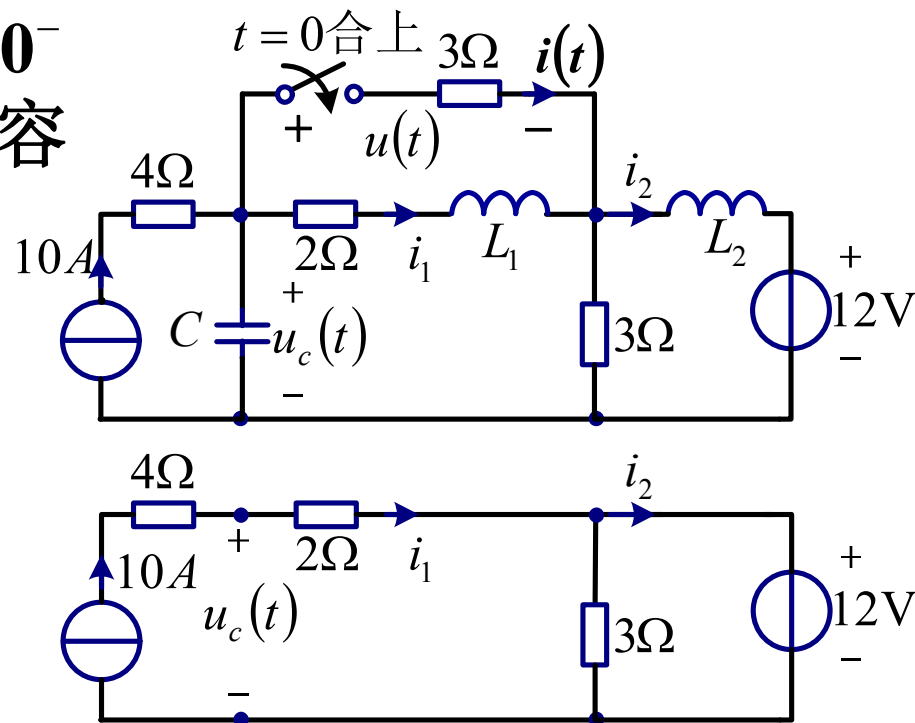 0⁻
容
t = 0合上
3Ω
i(t)
+
u(t)
−
4Ω
i₂
10A
2Ω
i₁
L₁
L₂
+
C
u_c(t)
−
3Ω
+
12V
−
4Ω
i₂
10A
+
2Ω
i₁
u_c(t)
−
3Ω
+
12V
−